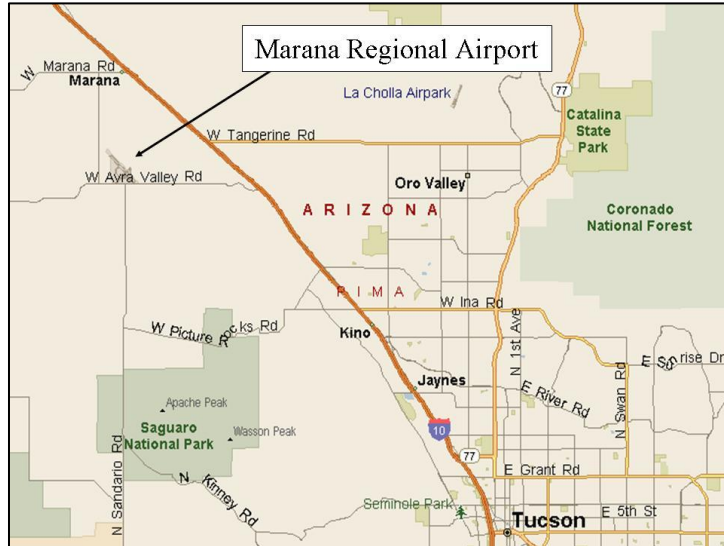 Marana Regional Airport
W Marana Rd
Marana
La Cholla Airpark
77
Catalina
State
Park
W Tangerine Rd
W Avra Valley Rd
Oro Valley
ARIZONA
Coronado
National Forest
PIMA
W Ina Rd
W Picture R
ocks Rd
Kino
N 1st Ave
E S
rise Dr
Jaynes
E River Rd
N Swan Rd
Apache Peak
Saguaro
National Park
Wasson Peak
10
77
E Grant Rd
N Sandario Rd
N Kinney Rd
Seminole Park
E 5th St
Tucson